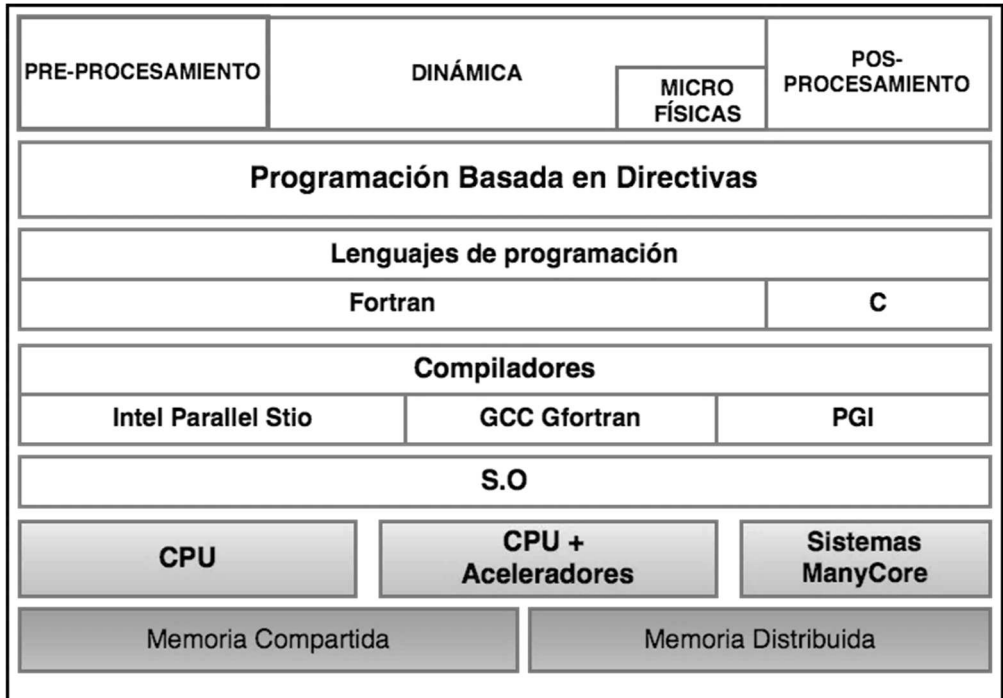 PRE-PROCESAMIENTO
DINÁMICA
MICRO
FÍSICAS
POS-
PROCESAMIENTO
Programación Basada en Directivas
Lenguajes de programación
Fortran
C
Compiladores
Intel Parallel Stio
GCC Gfortran
PGI
S.O
CPU
CPU +
Aceleradores
Sistemas
ManyCore
Memoria Compartida
Memoria Distribuida